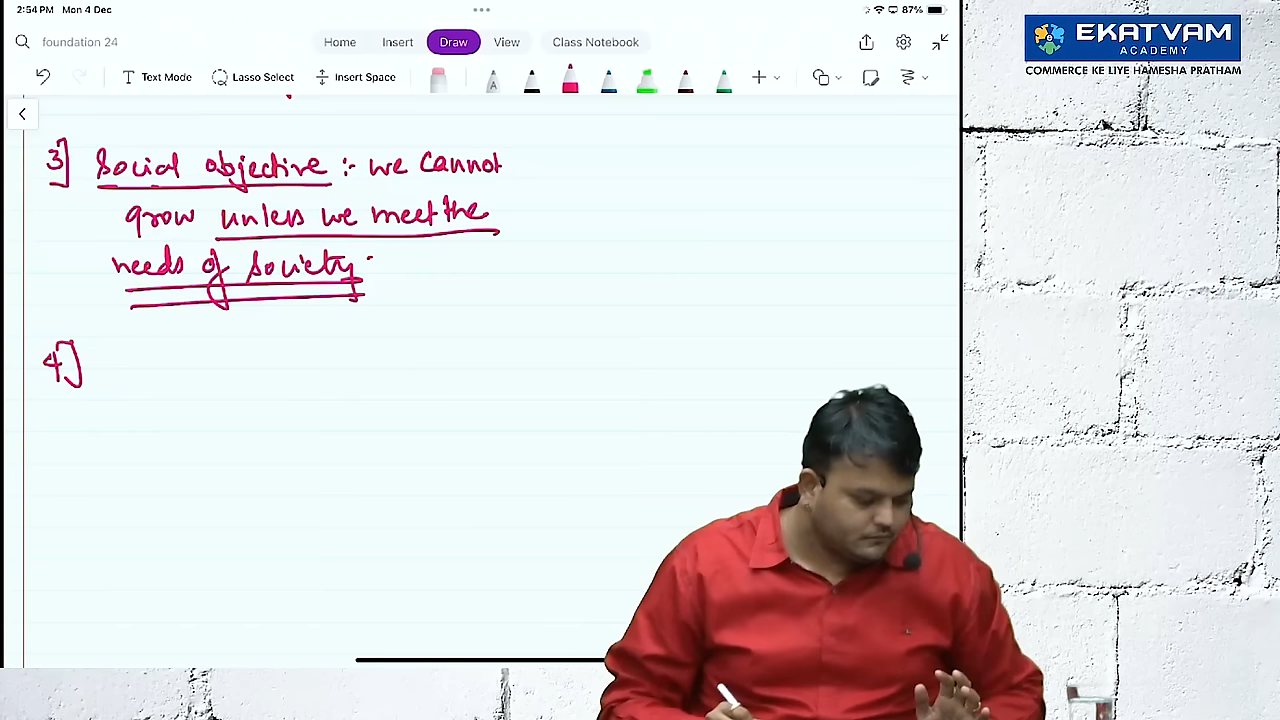 2:54 PM Mon 4 Dec
87%
foundation 24
Home Insert Draw View Class Notebook
Text Mode Lasso Select Insert Space
A
EKATVAM
ACADEMY
COMMERCE KE LIYE HAMESHA PRATHAM
3] Social objective :- we cannot
grow unless we meet the
needs of society.
4]